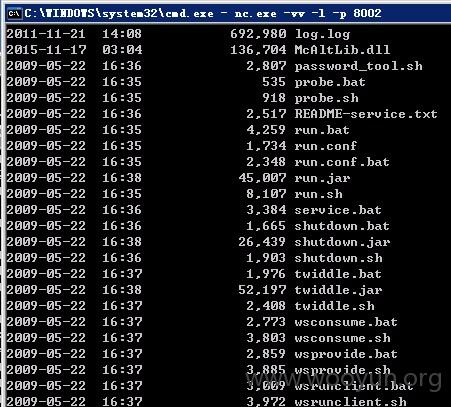 C:\WINDOWS\system32\cmd.exe - nc.exe -vv -l -p 8002
2011-11-21 14:08 692,980 log.log
2015-11-17 03:04 136,704 McAltLib.dll
2009-05-22 16:36 2,807 password_tool.sh
2009-05-22 16:36 535 probe.bat
2009-05-22 16:36 918 probe.sh
2009-05-22 16:36 2,517 README-service.txt
2009-05-22 16:35 4,259 run.bat
2009-05-22 16:35 1,734 run.conf
2009-05-22 16:35 2,348 run.conf.bat
2009-05-22 16:38 45,007 run.jar
2009-05-22 16:35 8,107 run.sh
2009-05-22 16:36 3,384 service.bat
2009-05-22 16:36 1,665 shutdown.bat
2009-05-22 16:38 26,439 shutdown.jar
2009-05-22 16:36 1,903 shutdown.sh
2009-05-22 16:37 1,976 twiddle.bat
2009-05-22 16:38 52,197 twiddle.jar
2009-05-22 16:37 2,408 twiddle.sh
2009-05-22 16:37 2,773 wsconsume.bat
2009-05-22 16:37 3,803 wsconsume.sh
2009-05-22 16:37 2,859 wsprovide.bat
2009-05-22 16:37 3,885 wsprovide.sh
2009-05-22 16:37 3,009 wsrunclient.bat
2009-05-22 16:37 3,972 wsrunclient.sh
www.wooyun.org